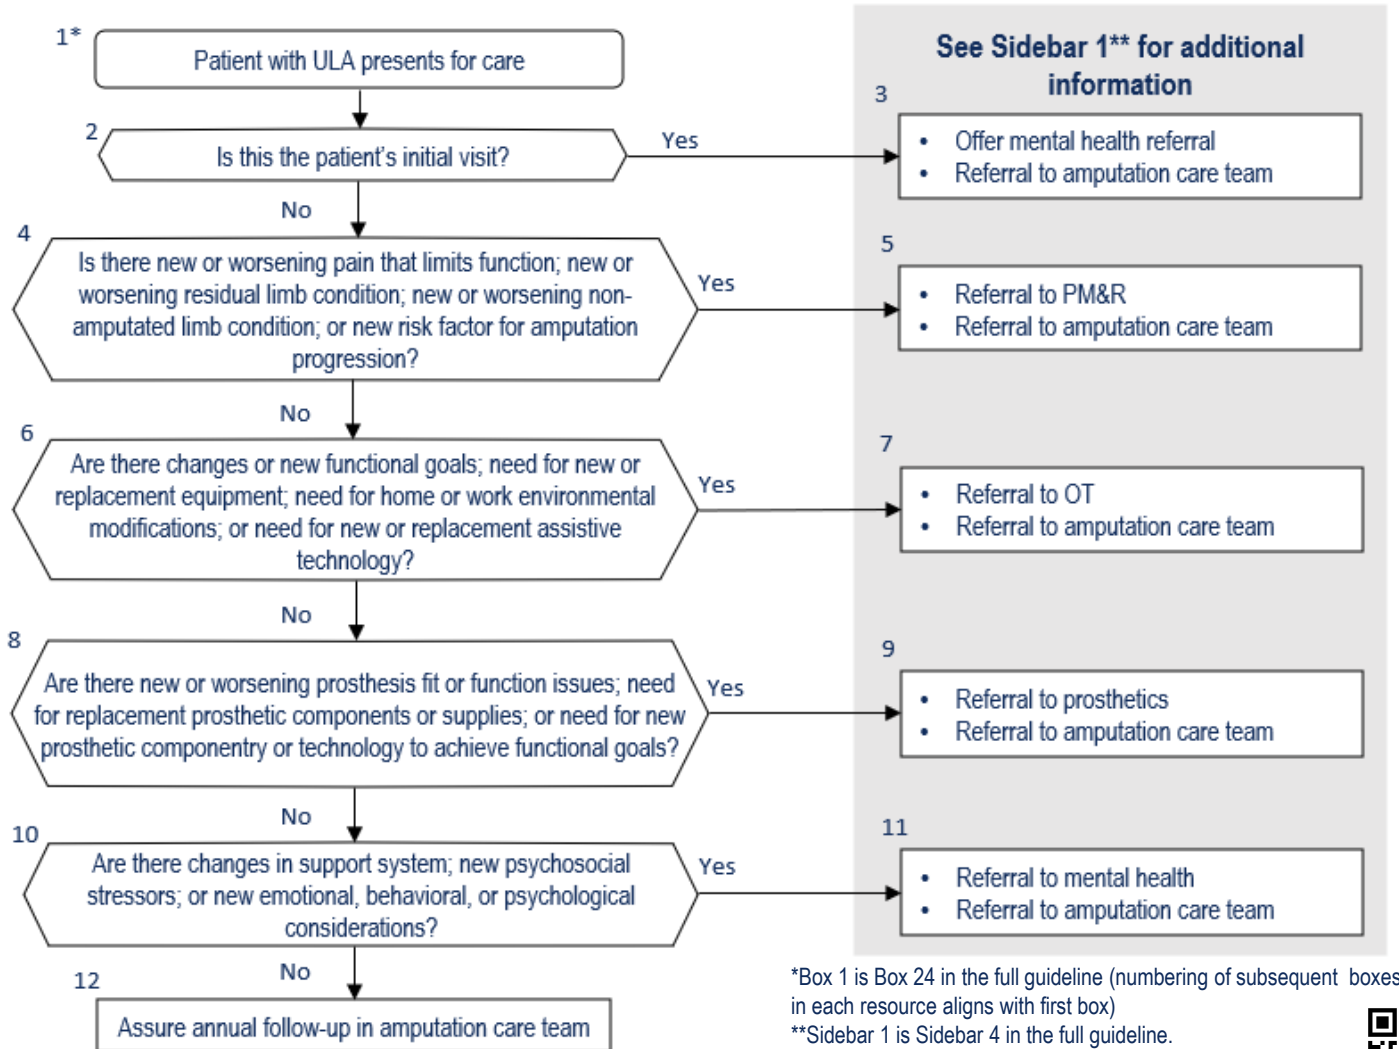 1*
Patient with ULA presents for care
See Sidebar 1** for additional
information
2
Is this the patient's initial visit?
Yes
3
• Offer mental health referral
• Referral to amputation care team
No
4
Is there new or worsening pain that limits function; new or
worsening residual limb condition; new or worsening non-
amputated limb condition; or new risk factor for amputation
progression?
Yes
5
• Referral to PM&R
• Referral to amputation care team
No
6
Are there changes or new functional goals; need for new or
replacement equipment; need for home or work environmental
modifications; or need for new or replacement assistive
technology?
Yes
7
• Referral to OT
• Referral to amputation care team
No
8
Are there new or worsening prosthesis fit or function issues; need
for replacement prosthetic components or supplies; or need for new
prosthetic componentry or technology to achieve functional goals?
Yes
9
• Referral to prosthetics
• Referral to amputation care team
No
10
Are there changes in support system; new psychosocial
stressors; or new emotional, behavioral, or psychological
considerations?
Yes
11
• Referral to mental health
• Referral to amputation care team
No
12
Assure annual follow-up in amputation care team
*Box 1 is Box 24 in the full guideline (numbering of subsequent boxes
in each resource aligns with first box)
**Sidebar 1 is Sidebar 4 in the full guideline.